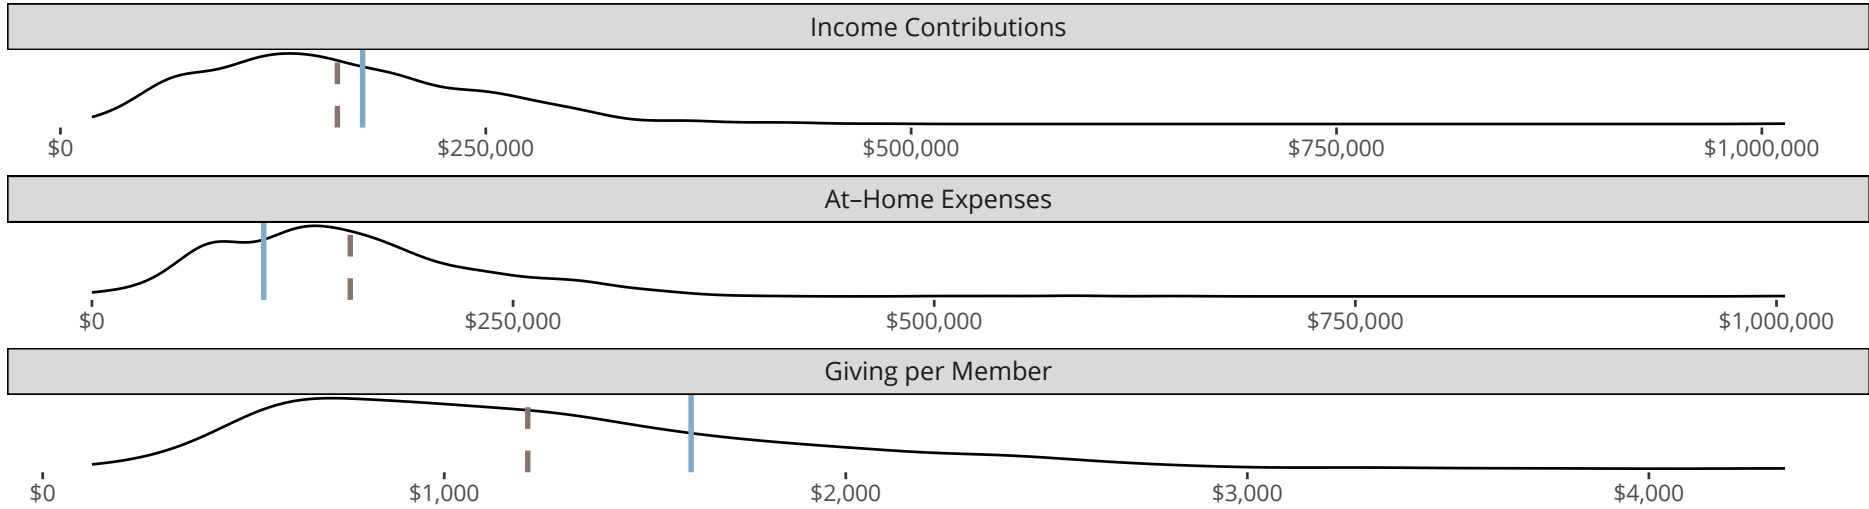 Income Contributions
$0 $250,000 $500,000 $750,000 $1,000,000
At–Home Expenses
$0 $250,000 $500,000 $750,000 $1,000,000
Giving per Member
$0 $1,000 $2,000 $3,000 $4,000